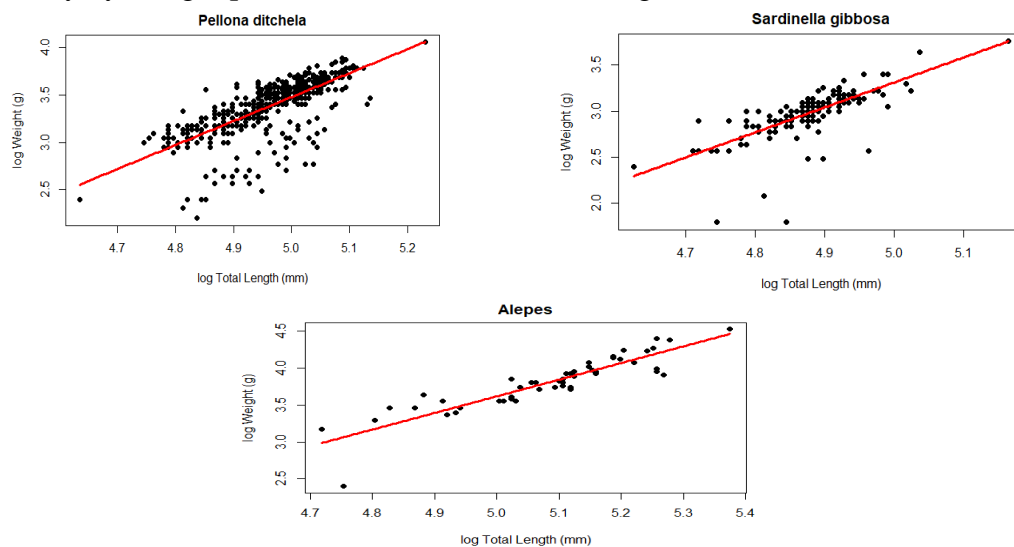 Pellona ditchela
log Weight (g)
4.0
3.5
3.0
2.5
4.7 4.8 4.9 5.0 5.1 5.2
log Total Length (mm)
Sardinella gibbosa
log Weight (g)
3.5
3.0
2.5
2.0
4.7 4.8 4.9 5.0 5.1
log Total Length (mm)
Alepes
log Weight (g)
4.5
4.0
3.5
3.0
2.5
4.7 4.8 4.9 5.0 5.1 5.2 5.3 5.4
log Total Length (mm)